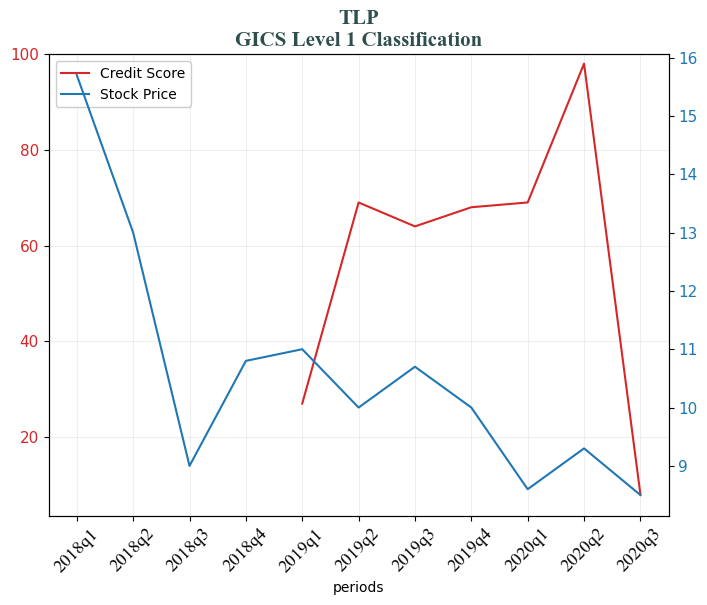 TLP
GICS Level 1 Classification
Credit Score
Stock Price
100
80
60
40
20
16
15
14
13
12
11
10
9
2018q1
2018q2
2018q3
2018q4
2019q1
2019q2
2019q3
2019q4
2020q1
2020q2
2020q3
periods